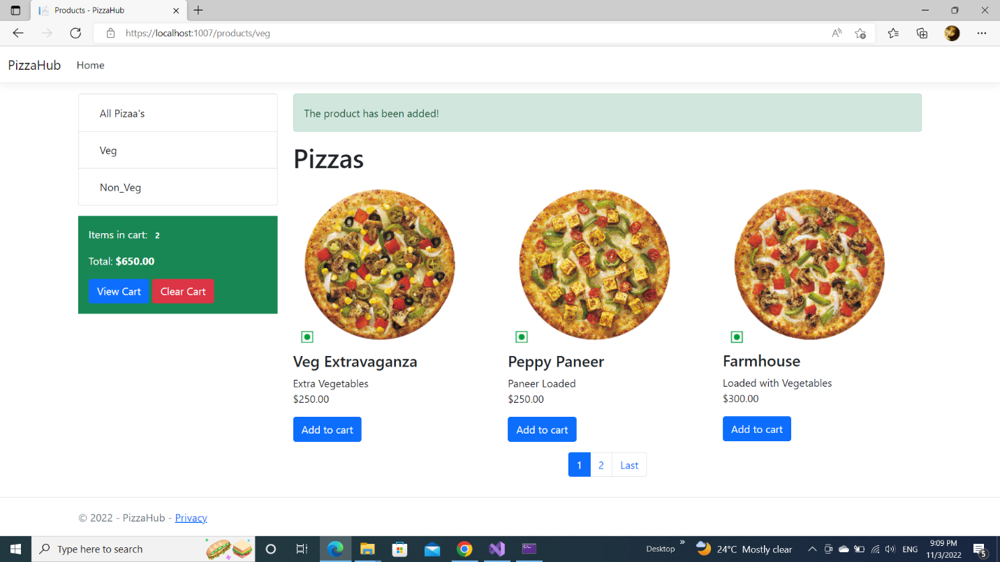 Products - PizzaHub
https://localhost:1007/products/veg
PizzaHub Home
All Pizaa's
Veg
Non_Veg
Items in cart: 2
Total: $650.00
View Cart Clear Cart
The product has been added!
Pizzas
Veg Extravaganza
Extra Vegetables
$250.00
Add to cart
Peppy Paneer
Paneer Loaded
$250.00
Add to cart
Farmhouse
Loaded with Vegetables
$300.00
Add to cart
1 2 Last
© 2022 - PizzaHub - Privacy
Type here to search
Desktop
24°C Mostly clear
ENG
9:09 PM
11/3/2022
5